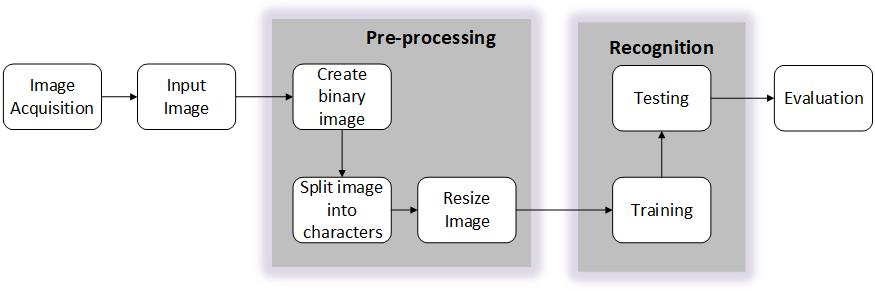 Pre-processing
Recognition
Image
Acquisition
Input
Image
Create
binary
image
Testing
Evaluation
Split image
into
characters
Resize
Image
Training